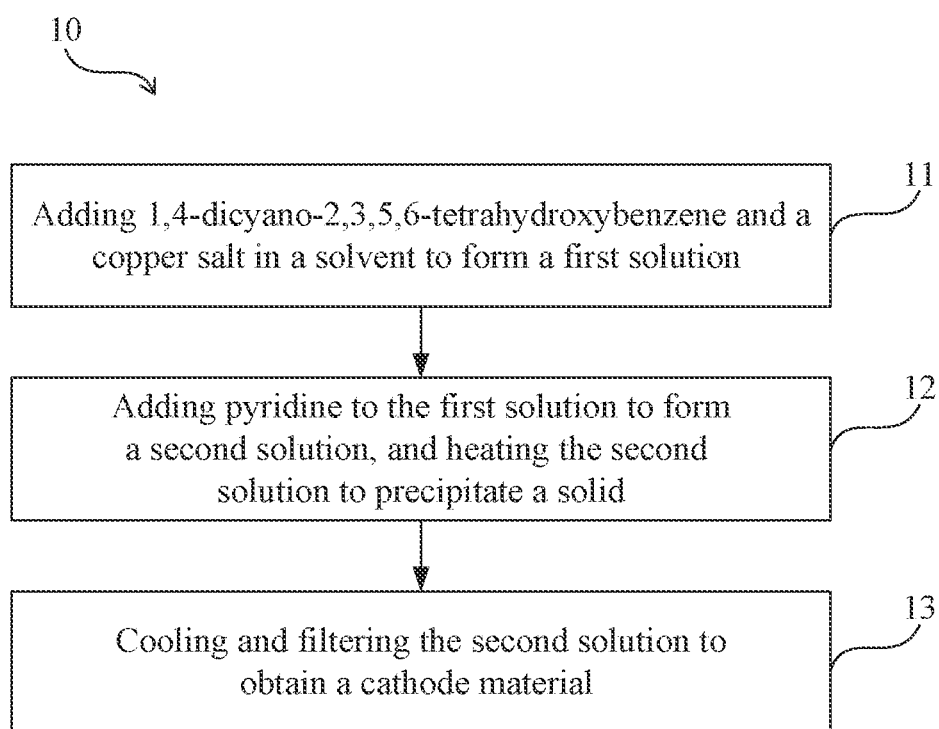 10
11
Adding 1,4-dicyano-2,3,5,6-tetrahydroxybenzene and a
copper salt in a solvent to form a first solution
12
Adding pyridine to the first solution to form
a second solution, and heating the second
solution to precipitate a solid
13
Cooling and filtering the second solution to
obtain a cathode material